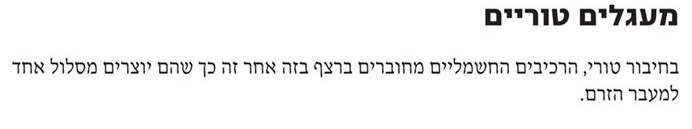 מעגלים טוריים
בחיבור טורי, הרכיבים החשמליים מחוברים ברצף בזה אחר זה כך שהם יוצרים מסלול אחד
למעבר הזרם.